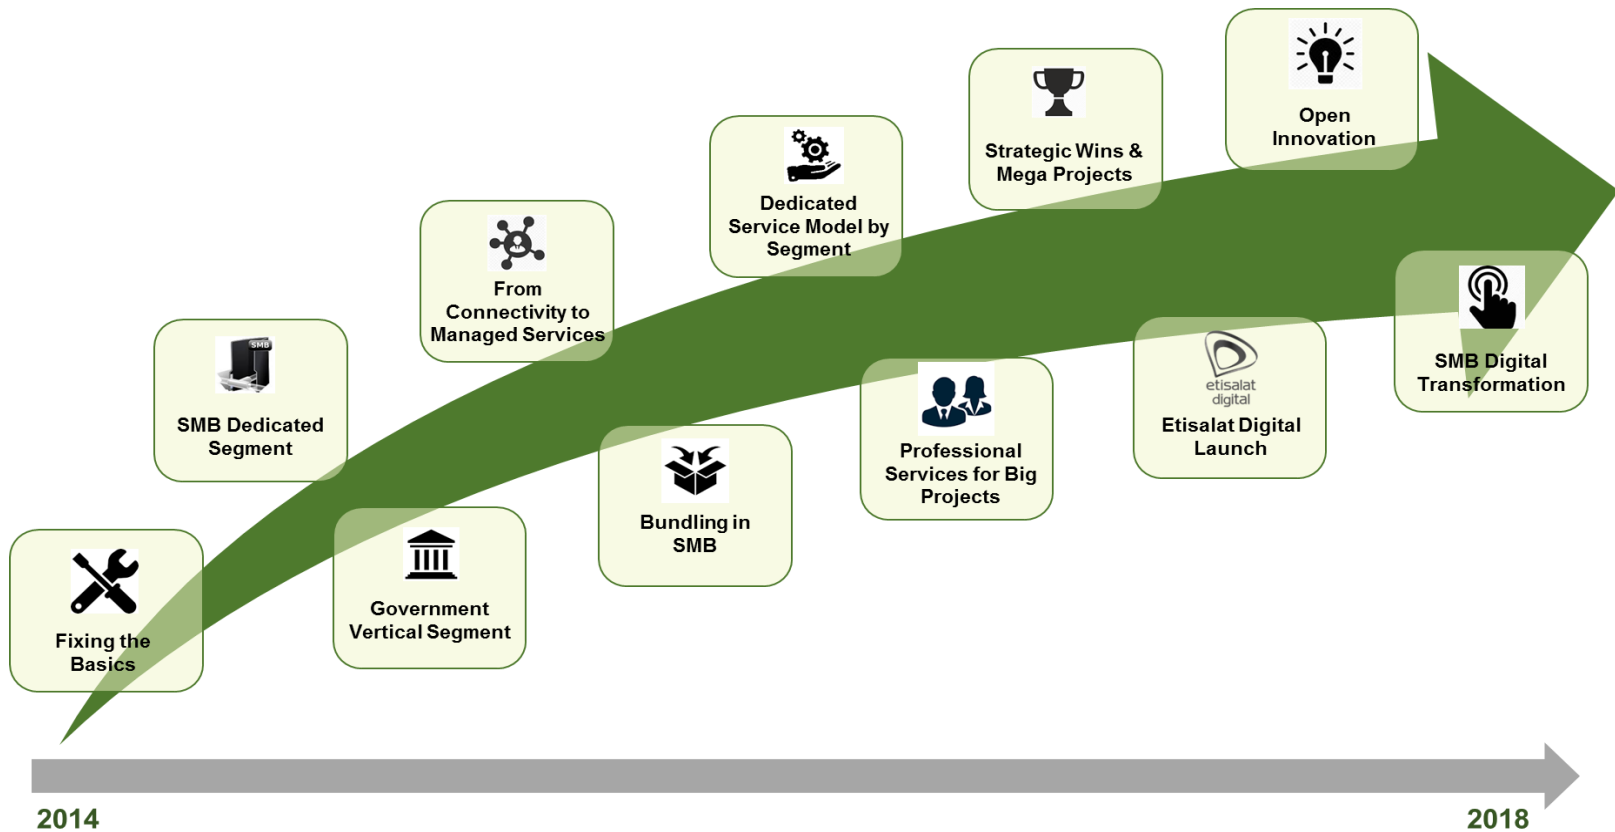 Open
Innovation
Strategic Wins &
Mega Projects
Dedicated
Service Model by
Segment
From
Connectivity to
Managed Services
SMB
SMB Dedicated
Segment
Fixing the
Basics
Government
Vertical Segment
Bundling in
SMB
Professional
Services for Big
Projects
etisalat
digital
Etisalat Digital
Launch
SMB Digital
Transformation
2014
2018